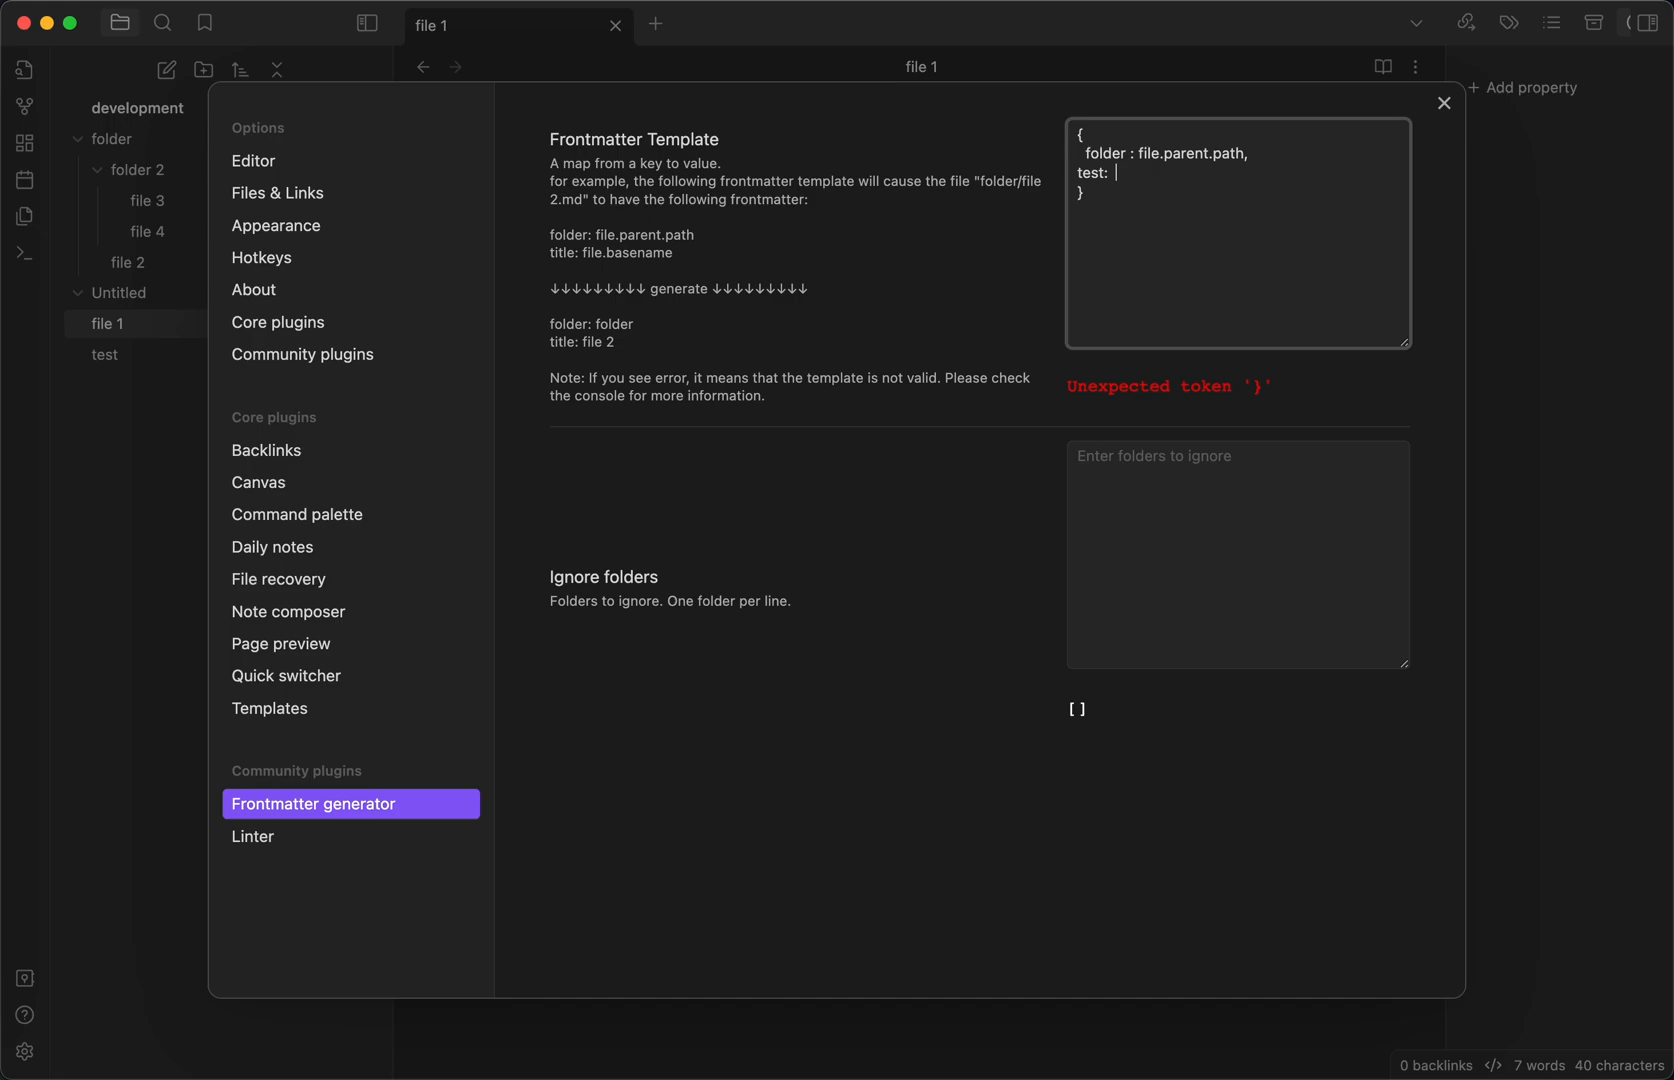 file 1
file 1
+ Add property
development
folder
folder 2
file 3
file 4
file 2
Untitled
file 1
test
Options
Editor
Files & Links
Appearance
Hotkeys
About
Core plugins
Community plugins
Core plugins
Backlinks
Canvas
Command palette
Daily notes
File recovery
Note composer
Page preview
Quick switcher
Templates
Community plugins
Frontmatter generator
Linter
Frontmatter Template
A map from a key to value.
for example, the following frontmatter template will cause the file "folder/file
2.md" to have the following frontmatter:
folder: file.parent.path
title: file.basename
↓↓↓↓↓↓↓↓↓ generate ↓↓↓↓↓↓↓↓↓
folder: folder
title: file 2
Note: If you see error, it means that the template is not valid. Please check
the console for more information.
{
folder : file.parent.path,
test:
}
Unexpected token '}'
Ignore folders
Folders to ignore. One folder per line.
Enter folders to ignore
[]
0 backlinks </> 7 words 40 characters